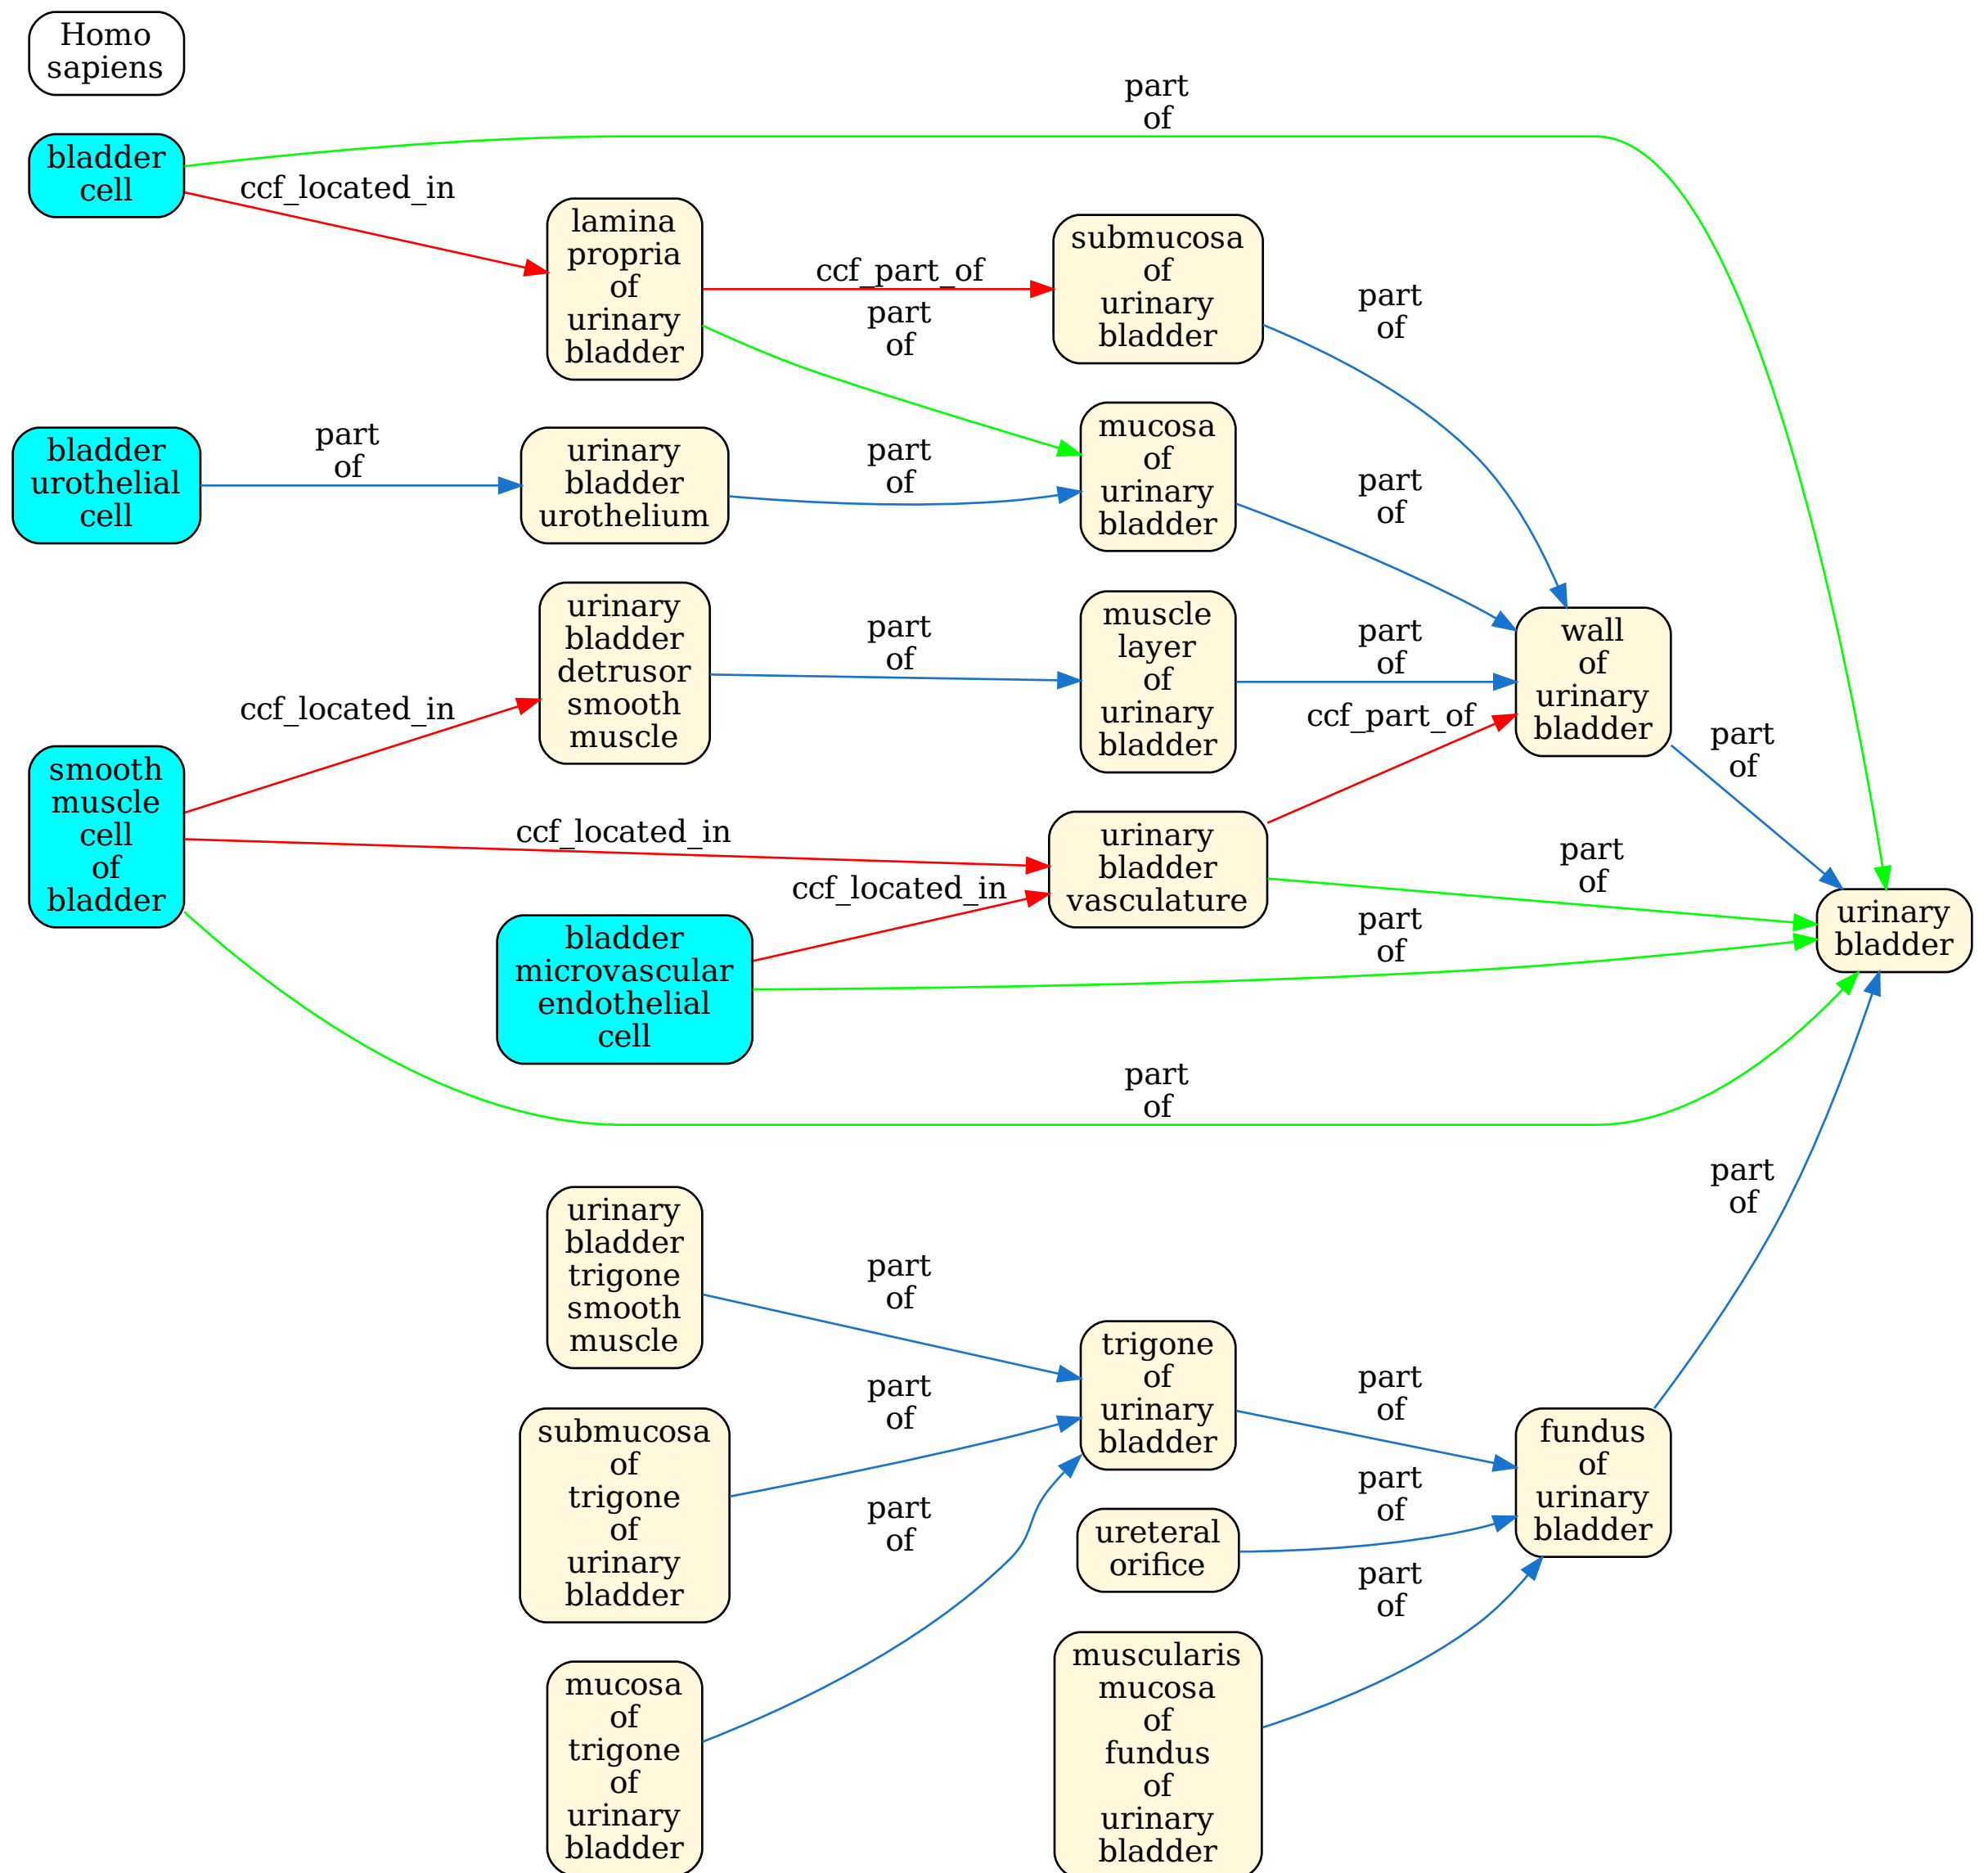 Homo
sapiens
part
of
bladder
cell
ccf_located_in
lamina
propria
of
urinary
bladder
ccf_part_of
submucosa
of
urinary
bladder
part
of
part
of
bladder
urothelial
cell
part
of
urinary
bladder
urothelium
part
of
mucosa
of
urinary
bladder
part
of
urinary
bladder
detrusor
smooth
muscle
part
of
muscle
layer
of
urinary
bladder
part
of
wall
of
urinary
bladder
part
of
smooth
muscle
cell
of
bladder
ccf_located_in
ccf_located_in
ccf_part_of
urinary
bladder
vasculature
part
of
ccf_located_in
bladder
microvascular
endothelial
cell
part
of
urinary
bladder
part
of
part
of
urinary
bladder
trigone
smooth
muscle
part
of
trigone
of
urinary
bladder
part
of
submucosa
of
trigone
of
urinary
bladder
part
of
fundus
of
urinary
bladder
part
of
ureteral
orifice
part
of
mucosa
of
trigone
of
urinary
bladder
part
of
muscularis
mucosa
of
fundus
of
urinary
bladder